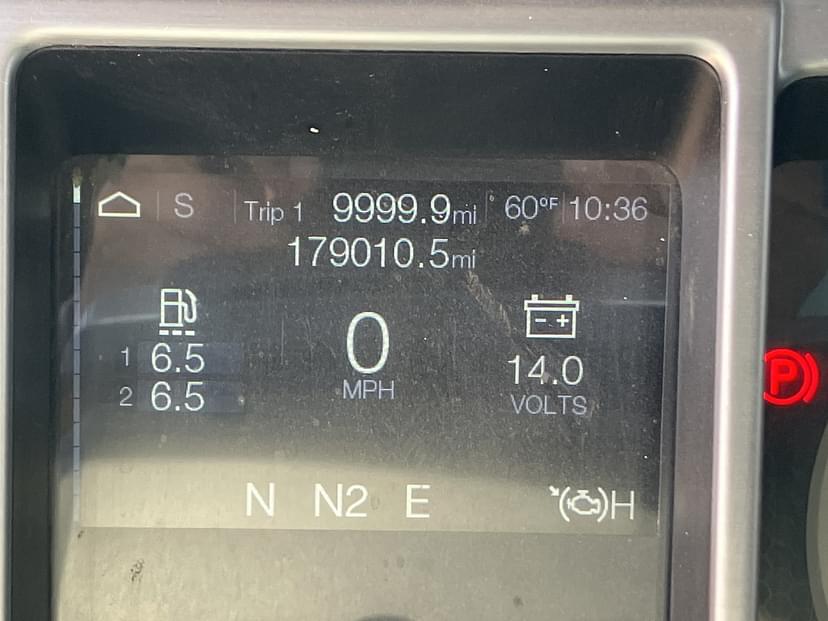 S Trip 1 9999.9mi 60°F 10:36
179010.5mi
- +
1 6.5
2 6.5
0
MPH
14.0
VOLTS
N N2 E
H
P